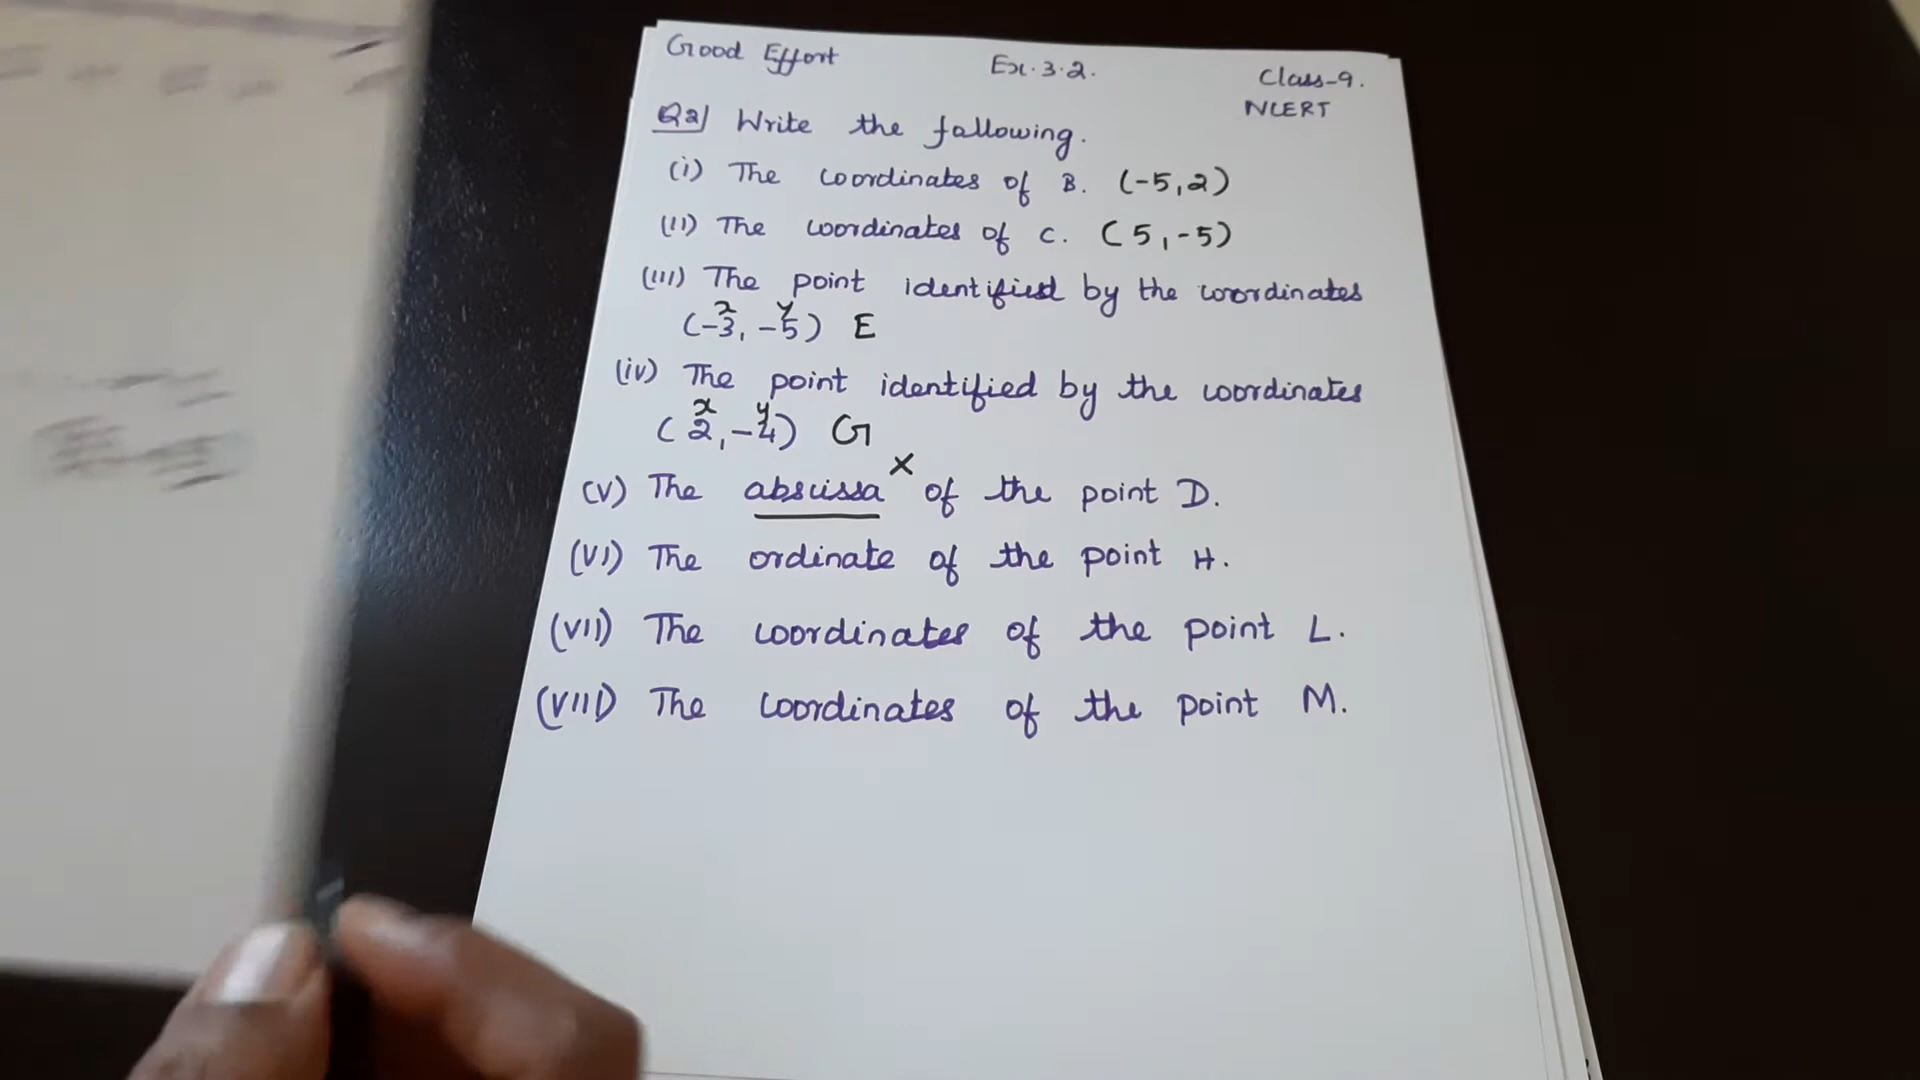 Good Effort
Ex.3.2.
Class-9.
NCERT
Q2/ Write the following.
(i) The coordinates of B. (-5,2)
(ii) The coordinates of C. (5,-5)
(iii) The point identified by the coordinates
x y
(-3, -5) E
(iv) The point identified by the coordinates
x y
(2,-4) G
x
(v) The abscissa of the point D.
(vi) The ordinate of the point H.
(vii) The coordinates of the point L.
(viii) The coordinates of the point M.